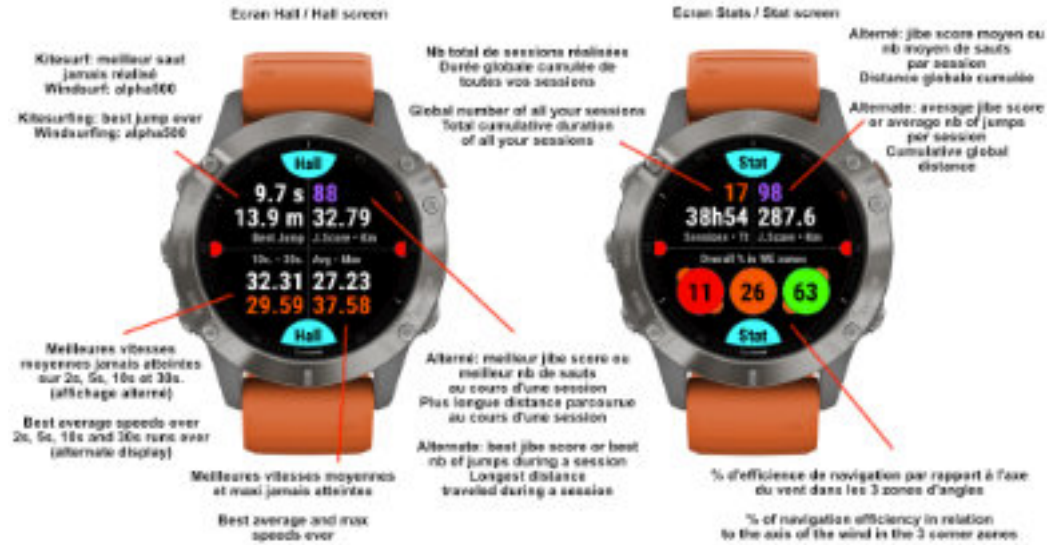 Ecran Hall / Hall screen
Kitesurf: meilleur saut
jamais réalisé
Windsurf: alpha500
Kitesurfing: best jump ever
Windsurfing: alpha500
Hall
9.7 s 88
13.9 m 32.79
Best Jump J.Score - Km
10s. - 30s. Avg - Max
32.31 27.23
29.59 37.58
Hall
Meilleures vitesses
moyennes jamais atteintes
sur 2s, 5s, 10s et 30s.
(affichage alterné)
Best average speeds over
2s, 5s, 10s and 30s runs ever
(alternate display)
Meilleures vitesses moyennes
et maxi jamais atteintes
Best average and max
speeds ever
Alterné: meilleur jibe score ou
meilleur nb de sauts
au cours d'une session
Plus longue distance parcourue
au cours d'une session
Alternate: best jibe score or best
nb of jumps during a session
Longest distance
traveled during a session
Ecran Stats / Stat screen
Nb total de sessions réalisées
Durée globale cumulée de
toutes vos sessions
Global number of all your sessions
Total cumulative duration
of all your sessions
Alterné: jibe score moyen ou
nb moyen de sauts
par session
Distance globale cumulée
Alternate: average jibe score
or average nb of jumps
per session
Cumulative global
distance
Stat
17 98
38h54 287.6
Sessions - Tt J.Score - Km
Overall % in WE zones
11 26 63
Stat
% d'efficience de navigation par rapport à l'axe
du vent dans les 3 zones d'angles
% of navigation efficiency in relation
to the axis of the wind in the 3 corner zones